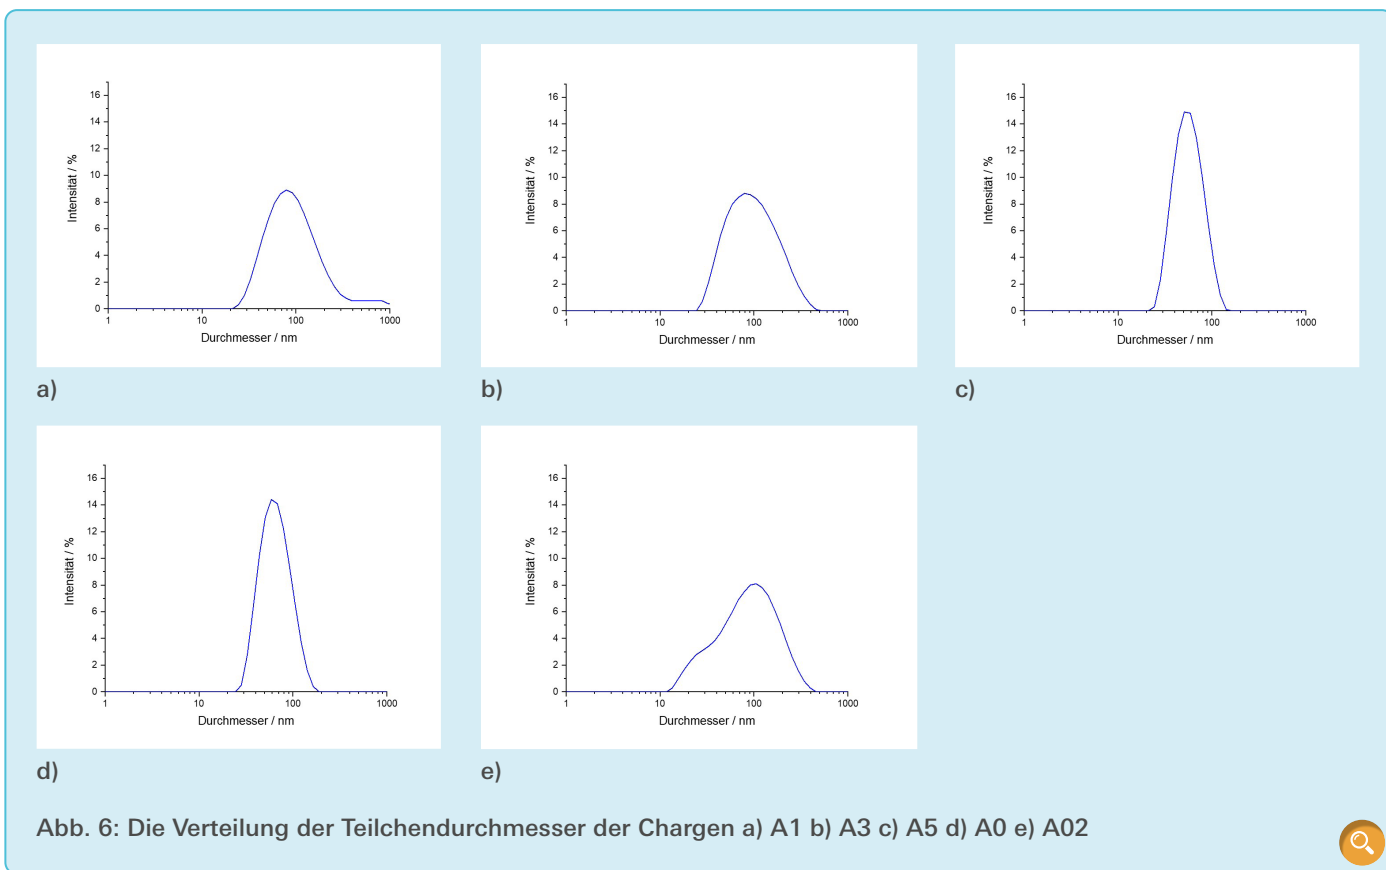 16
14
12
10
8
6
4
2
0
Intensität / %
1 10 100 1000
Durchmesser / nm
a)
16
14
12
10
8
6
4
2
0
Intensität / %
1 10 100 1000
Durchmesser / nm
b)
16
14
12
10
8
6
4
2
0
Intensität / %
1 10 100 1000
Durchmesser / nm
c)
16
14
12
10
8
6
4
2
0
Intensität / %
1 10 100 1000
Durchmesser / nm
d)
16
14
12
10
8
6
4
2
0
Intensität / %
1 10 100 1000
Durchmesser / nm
e)
Abb. 6: Die Verteilung der Teilchendurchmesser der Chargen a) A1 b) A3 c) A5 d) A0 e) A02